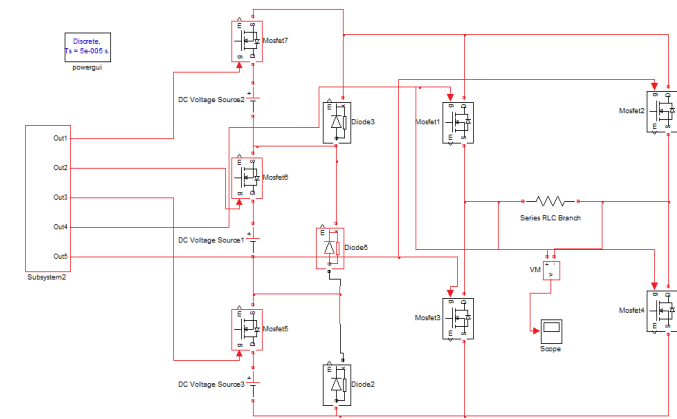 Discrete,
Ts = 5e-005 s.
powergui
Mosfet7
DC Voltage Source2
Diode3
Mosfet1
Mosfet2
Out1
Out2
Out3
Out4
Out5
Subsystem2
Mosfet6
DC Voltage Source1
Diode5
Series RLC Branch
VM
Scope
Mosfet5
Mosfet3
Mosfet4
DC Voltage Source3
Diode2